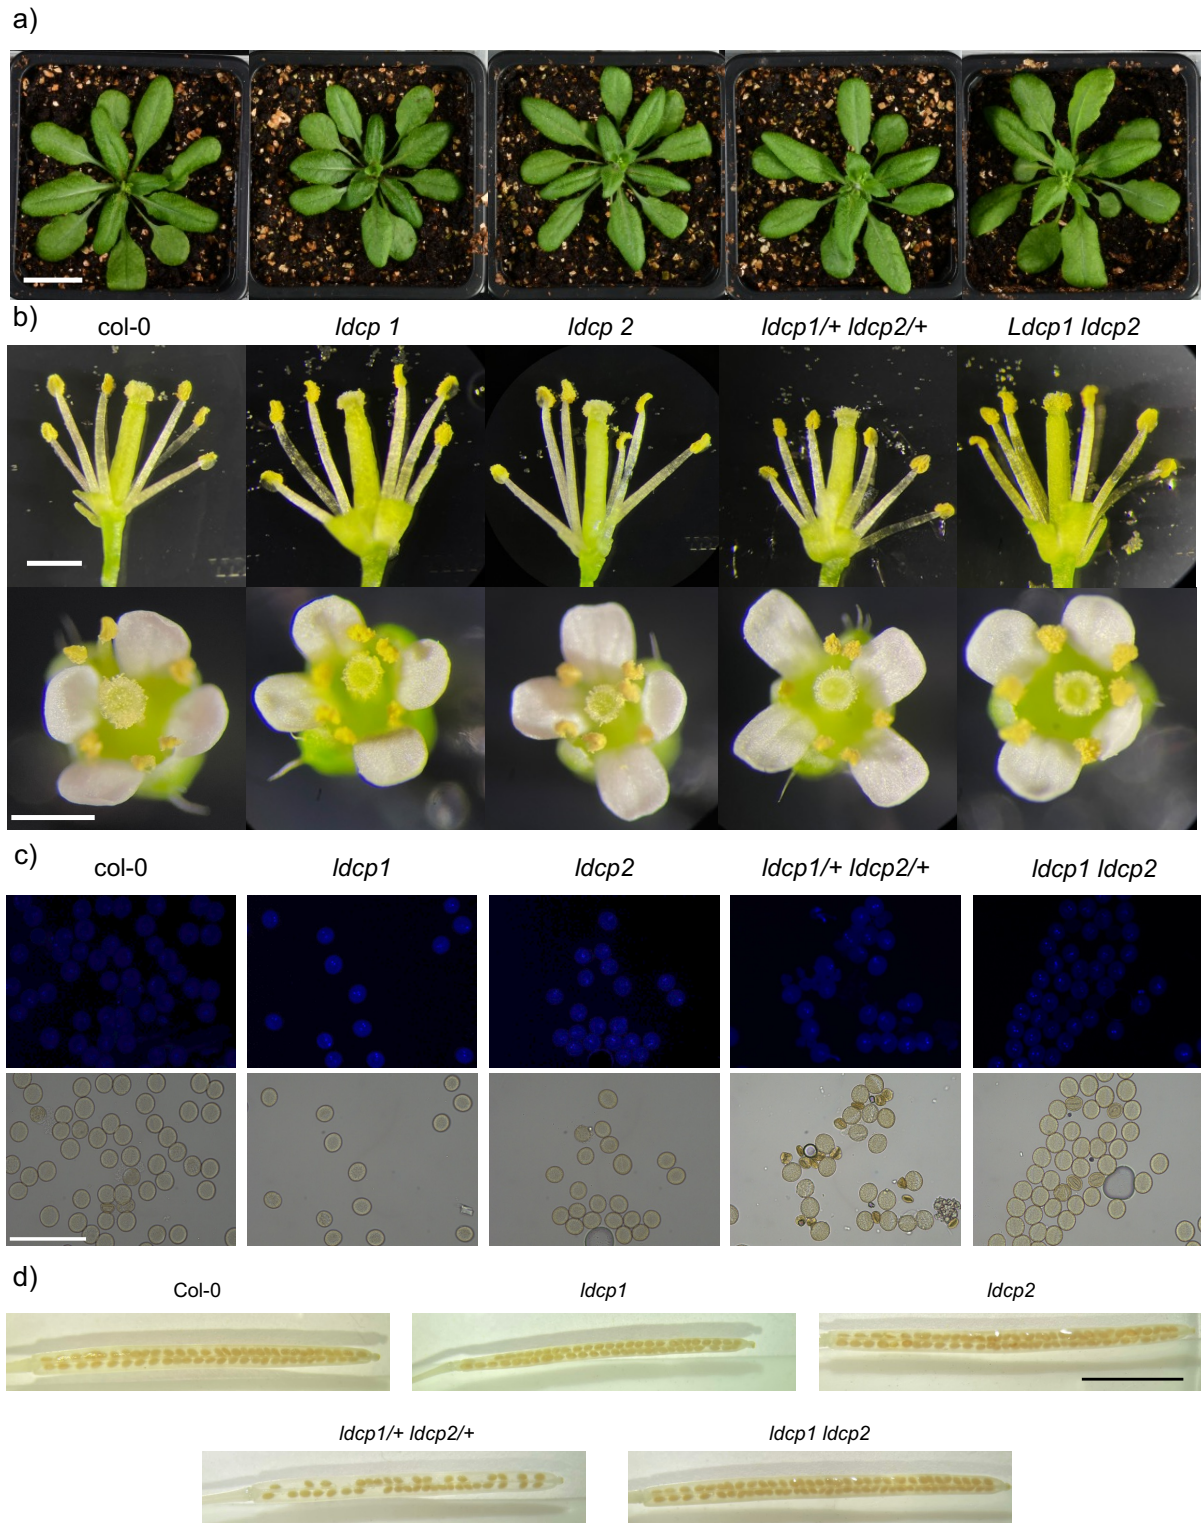 a)
b)
col-0 ldcp 1 ldcp 2 ldcp1/+ ldcp2/+ Ldcp1 ldcp2
c)
col-0 ldcp1 ldcp2 ldcp1/+ ldcp2/+ ldcp1 ldcp2
d)
Col-0 ldcp1 ldcp2
ldcp1/+ ldcp2/+ ldcp1 ldcp2